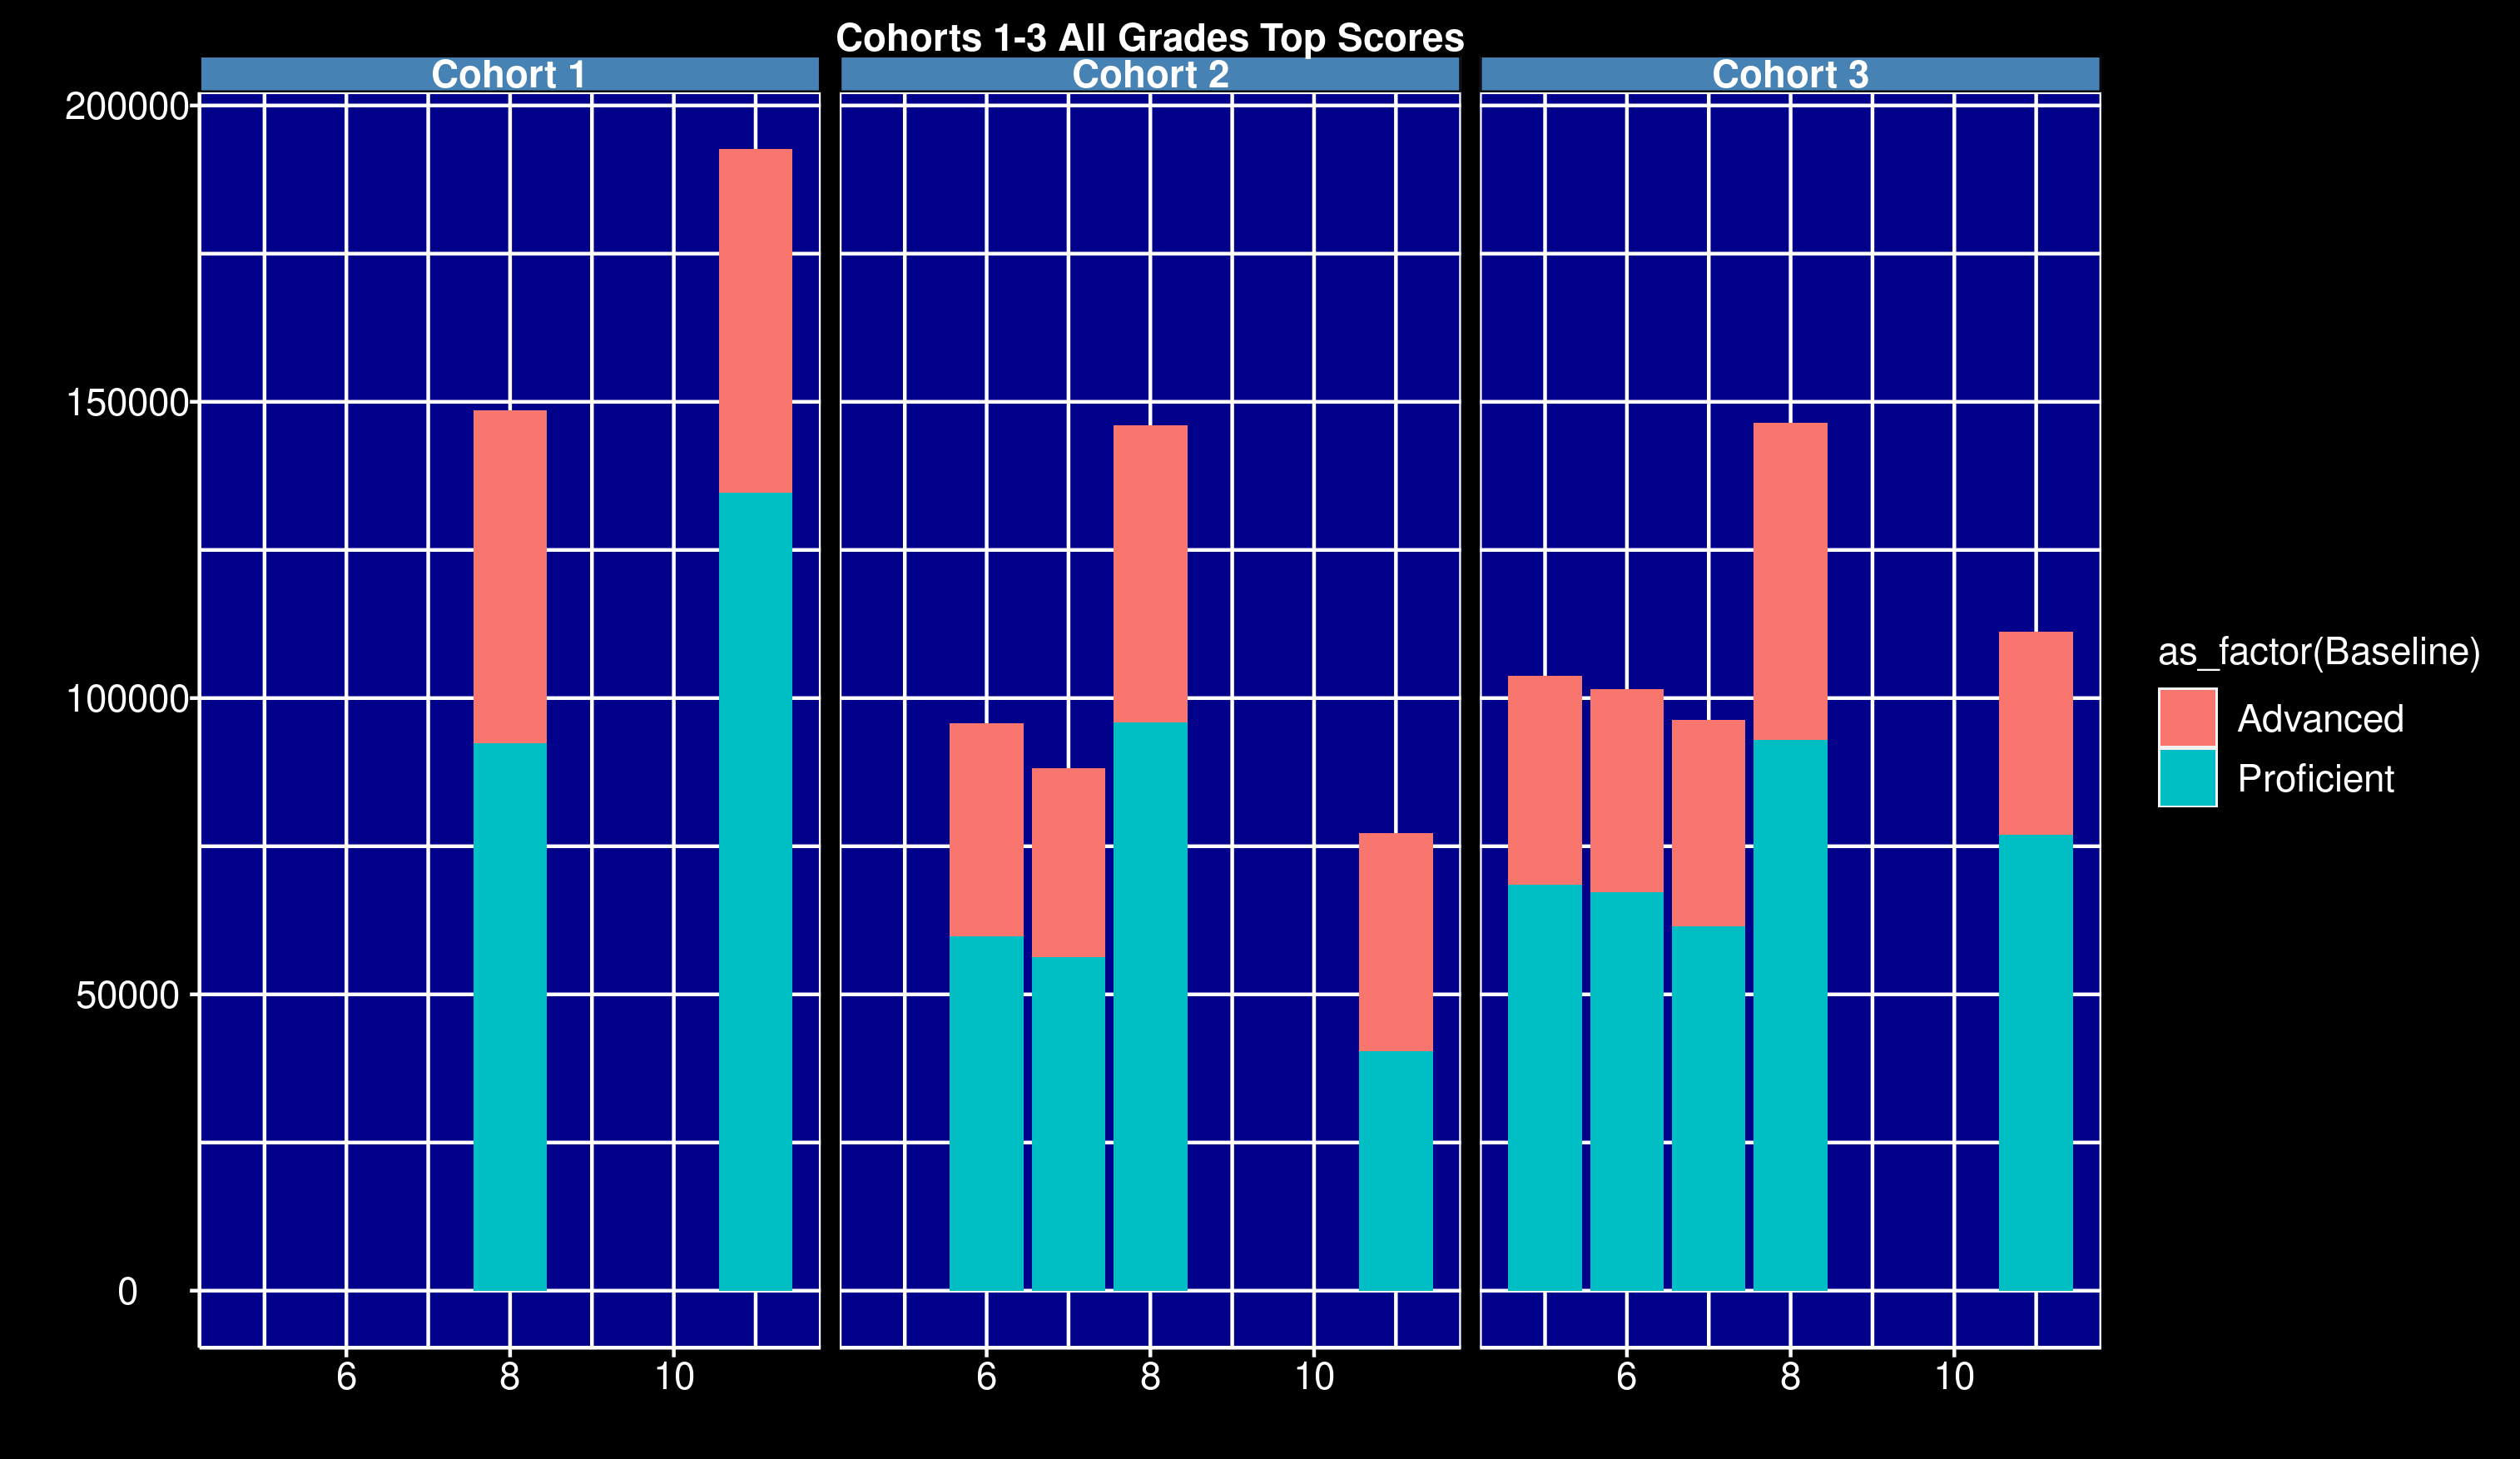 Cohorts 1-3 All Grades Top Scores
Cohort 1
Cohort 2
Cohort 3
200000
150000
100000
50000
0
6 8 10
6 8 10
6 8 10
as_factor(Baseline)
Advanced
Proficient